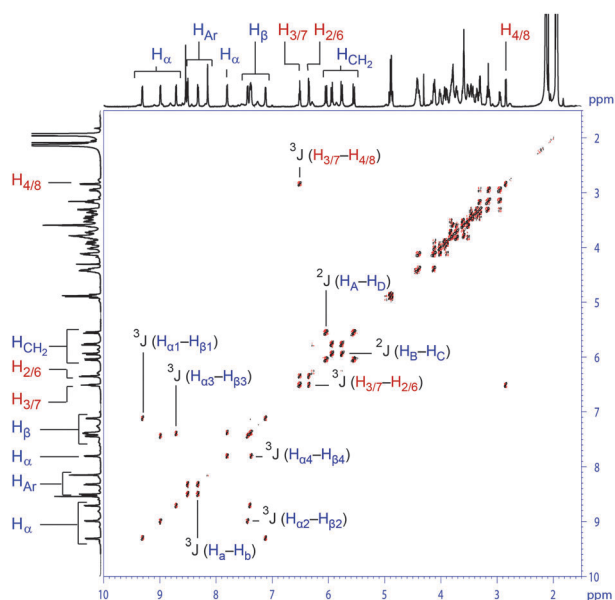 H3/7 H2/6 H4/8
Hα HAr Hα Hβ HCH2
ppm
H4/8
HCH2
H2/6
H3/7
Hβ
Hα
HAr
Hα
3J (H3/7–H4/8)
2J (HA–HD)
3J (Hα1–Hβ1)
2J (HB–HC)
3J (Hα3–Hβ3)
3J (H3/7–H2/6)
3J (Hα4–Hβ4)
3J (Hα2–Hβ2)
3J (Ha–Hb)
2
3
4
5
6
7
8
9
10
10 9 8 7 6 5 4 3 2 ppm
ppm